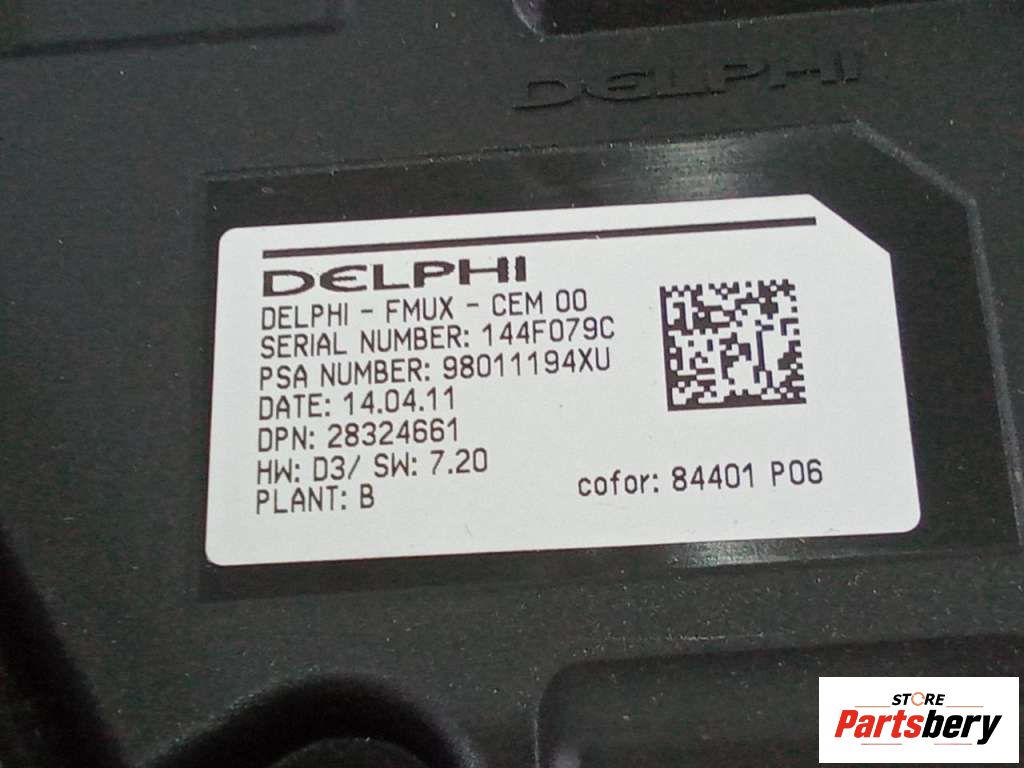 DELPHI
DELPHI
DELPHI - FMUX - CEM 00
SERIAL NUMBER: 144F079C
PSA NUMBER: 98011194XU
DATE: 14.04.11
DPN: 28324661
HW: D3/ SW: 7.20
PLANT: B
cofor: 84401 P06
STORE
Partsbery